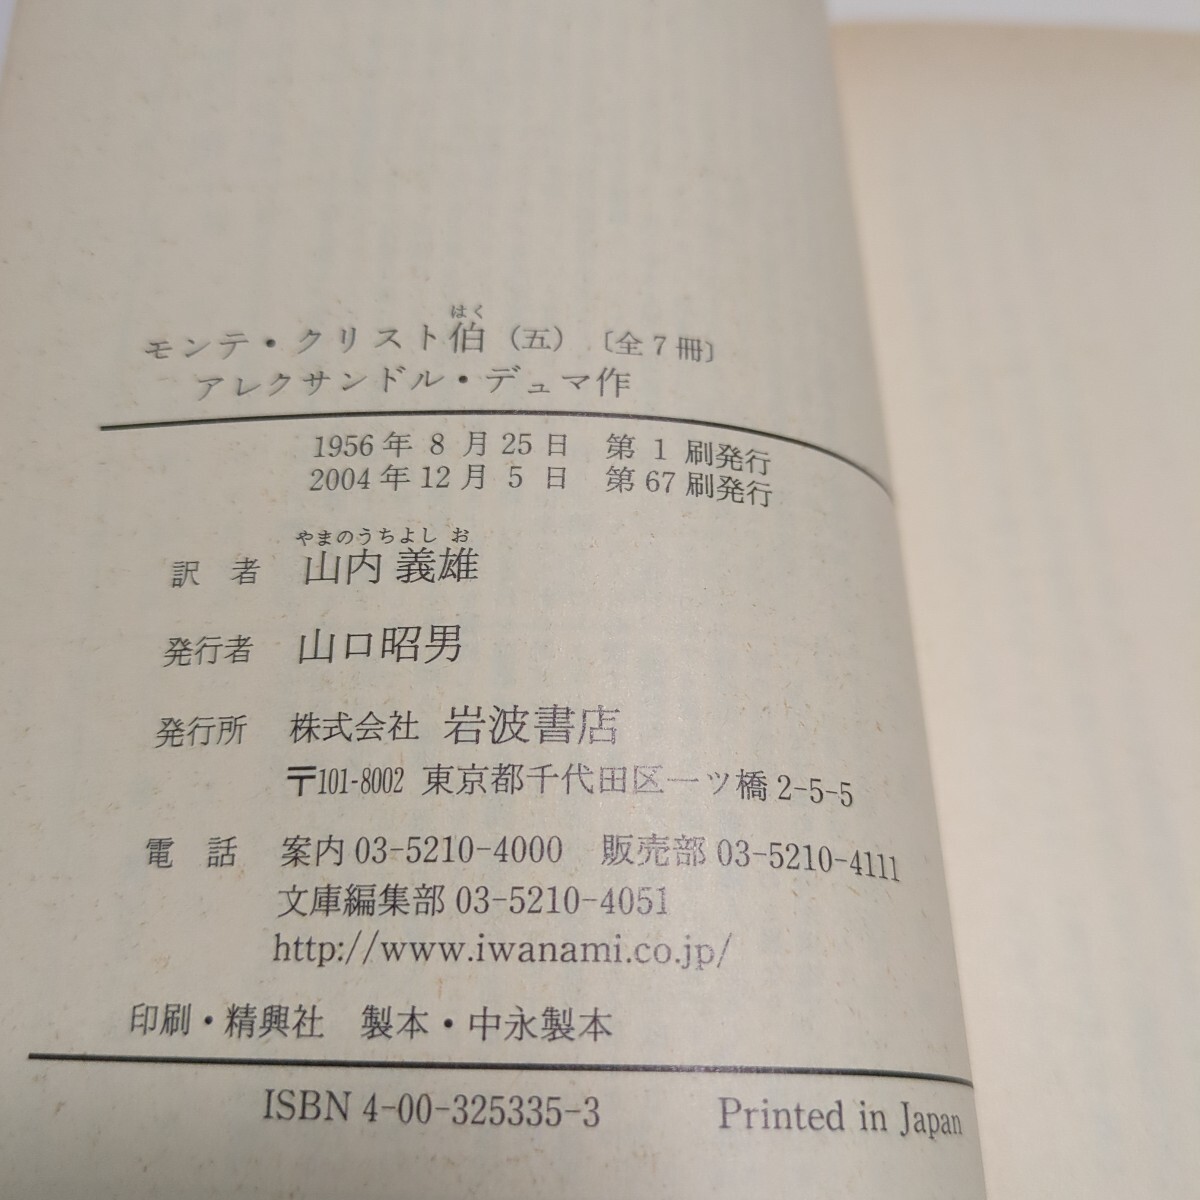 はく
モンテ・クリスト伯（五）〔全7冊〕
アレクサンドル・デュマ作
1956年8月25日 第1刷発行
2004年12月5日 第67刷発行
やまのうちよしお
訳者 山内義雄
発行者 山口昭男
発行所 株式会社 岩波書店
〒101-8002 東京都千代田区一ツ橋2-5-5
電話 案内03-5210-4000 販売部03-5210-4111
文庫編集部03-5210-4051
http://www.iwanami.co.jp/
印刷・精興社 製本・中永製本
ISBN 4-00-325335-3 Printed in Japan